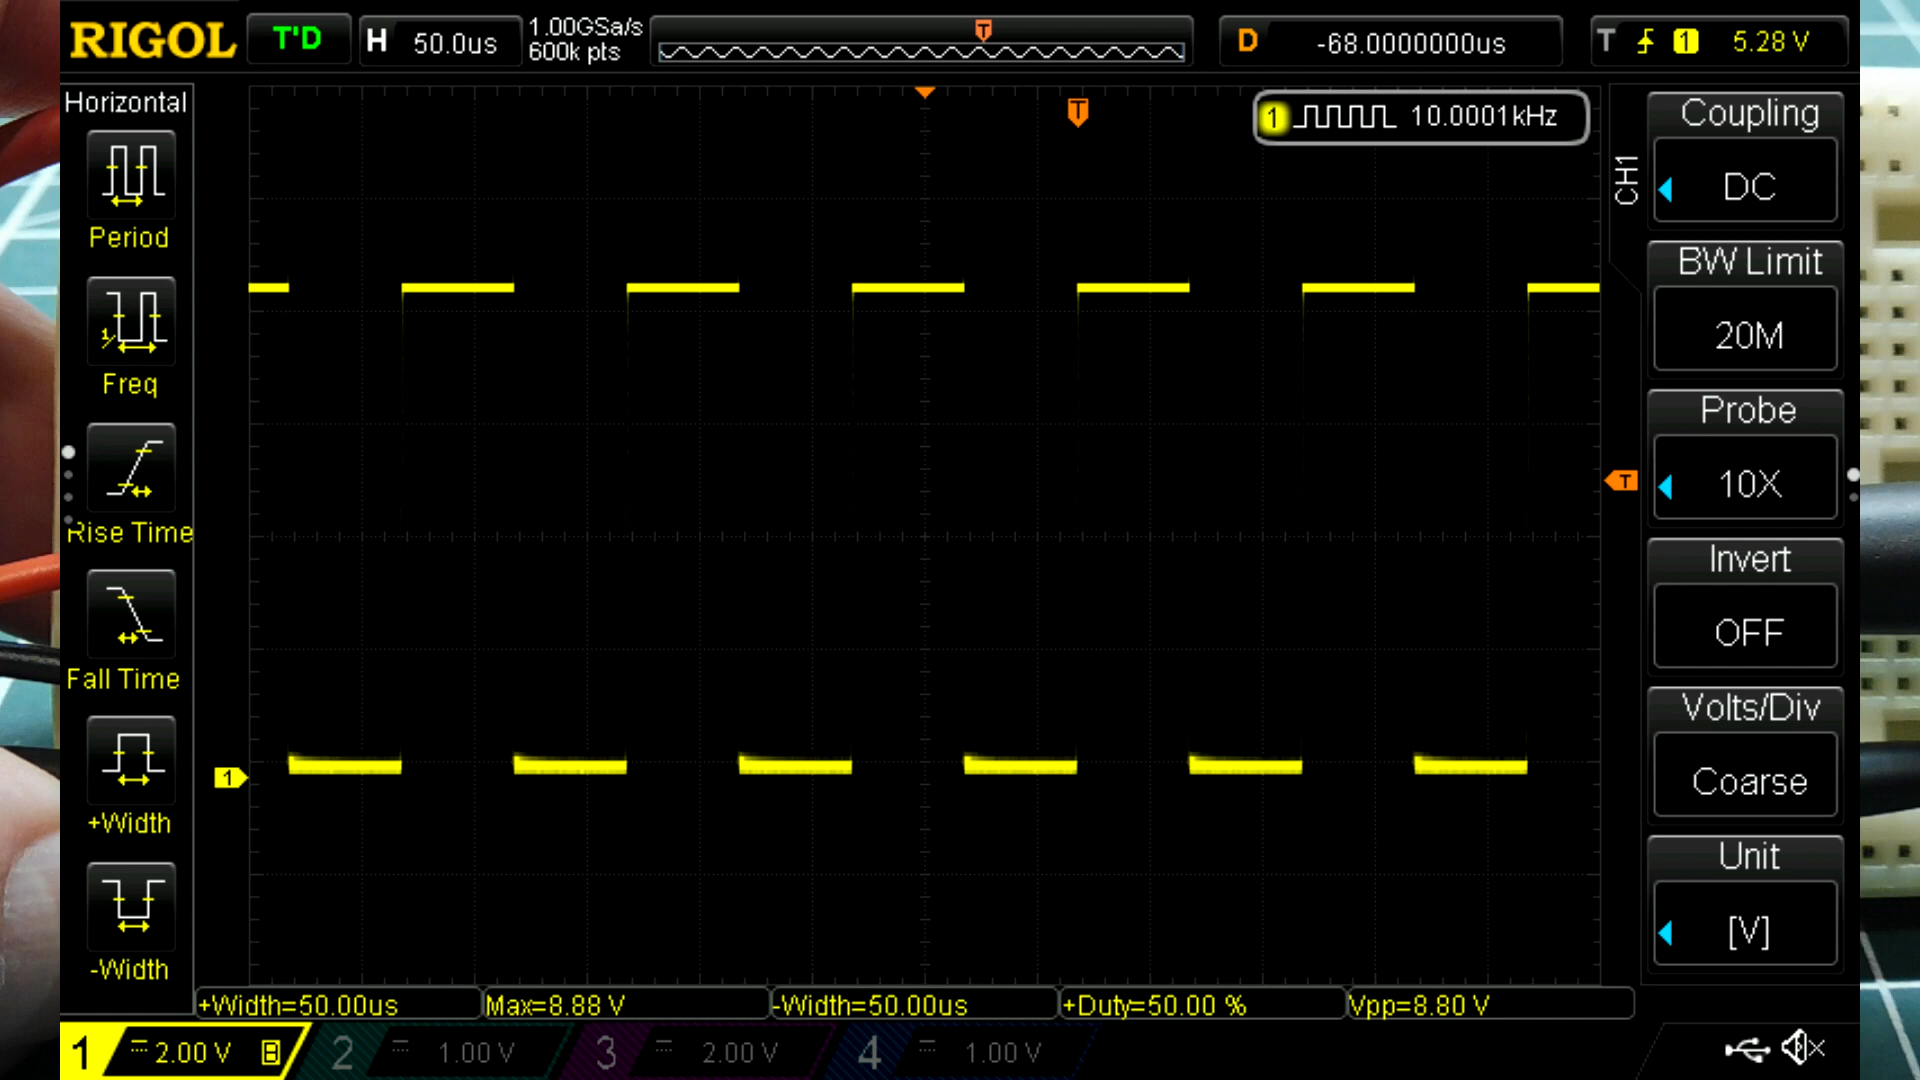 RIGOL T'D H 50.0us 1.00GSa/s 600k pts T D -68.0000000us T 1 5.28 V
Horizontal
Period
1/
Freq
Rise Time
Fall Time
+Width
-Width
T
1 10.0001kHz
T
1
CH1
Coupling
DC
BW Limit
20M
Probe
10X
Invert
OFF
Volts/Div
Coarse
Unit
[V]
+Width=50.00us Max=8.88 V -Width=50.00us +Duty=50.00 % Vpp=8.80 V
1 2.00 V B 2 1.00 V 3 2.00 V 4 1.00 V